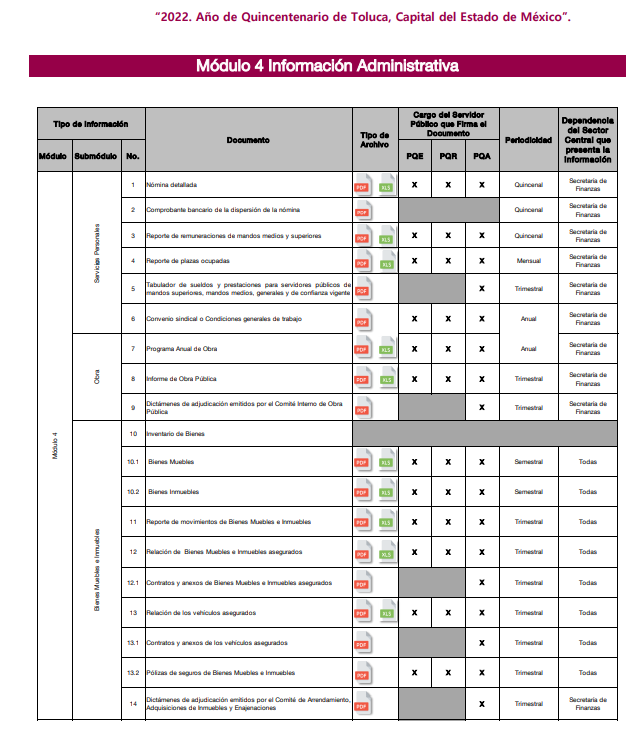 “2022. Año de Quincentenario de Toluca, Capital del Estado de México”.
Módulo 4 Información Administrativa
Tipo de Información
Documento
Tipo de Archivo
Cargo del Servidor Público que Firma el Documento
Periodicidad
Dependencia del Sector Central que presenta la Información
Módulo Submódulo No. PQE PQR PQA
Módulo 4
Servicios Personales
1 Nómina detallada PDF XLS X X X Quincenal Secretaría de Finanzas
2 Comprobante bancario de la dispersión de la nómina PDF Quincenal Secretaría de Finanzas
3 Reporte de remuneraciones de mandos medios y superiores PDF XLS X X X Quincenal Secretaría de Finanzas
4 Reporte de plazas ocupadas PDF XLS X X X Mensual Secretaría de Finanzas
5 Tabulador de sueldos y prestaciones para servidores públicos de mandos superiores, mandos medios, generales y de confianza vigente PDF X Trimestral Secretaría de Finanzas
6 Convenio sindical o Condiciones generales de trabajo PDF X X X Anual Secretaría de Finanzas
Obra
7 Programa Anual de Obra PDF XLS X X X Anual Secretaría de Finanzas
8 Informe de Obra Pública PDF XLS X X X Trimestral Secretaría de Finanzas
9 Dictámenes de adjudicación emitidos por el Comité Interno de Obra Pública PDF X Trimestral Secretaría de Finanzas
Bienes Muebles e Inmuebles
10 Inventario de Bienes
10.1 Bienes Muebles PDF XLS X X X Semestral Todas
10.2 Bienes Inmuebles PDF XLS X X X Semestral Todas
11 Reporte de movimientos de Bienes Muebles e Inmuebles PDF XLS X X X Trimestral Todas
12 Relación de Bienes Muebles e Inmuebles asegurados PDF XLS X X X Trimestral Todas
12.1 Contratos y anexos de Bienes Muebles e Inmuebles asegurados PDF X Trimestral Todas
13 Relación de los vehículos asegurados PDF XLS X X X Trimestral Todas
13.1 Contratos y anexos de los vehículos asegurados PDF X Trimestral Todas
13.2 Pólizas de seguros de Bienes Muebles e Inmuebles PDF X X X Trimestral Todas
14 Dictámenes de adjudicación emitidos por el Comité de Arrendamiento, Adquisiciones de Inmuebles y Enajenaciones PDF X Trimestral Secretaría de Finanzas